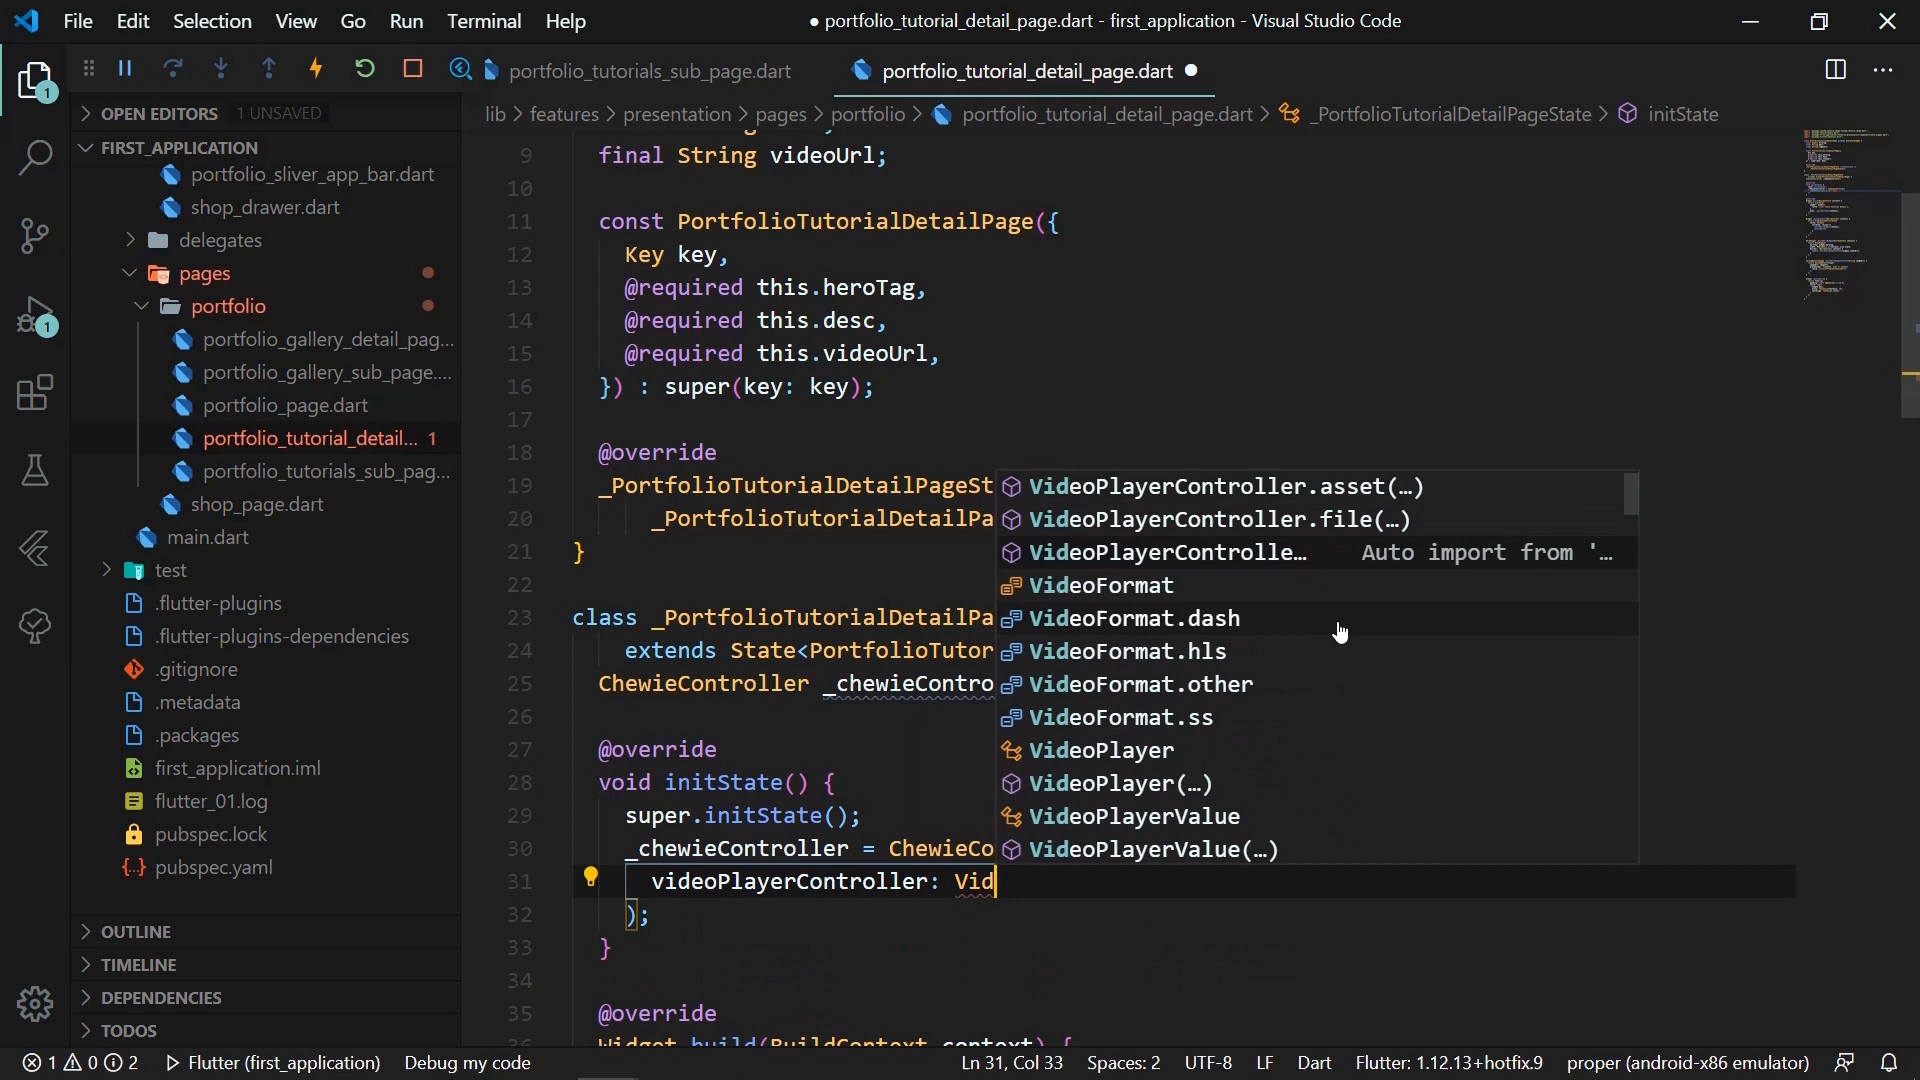 File Edit Selection View Go Run Terminal Help
● portfolio_tutorial_detail_page.dart - first_application - Visual Studio Code
1
portfolio_tutorials_sub_page.dart
portfolio_tutorial_detail_page.dart ●
OPEN EDITORS 1 UNSAVED
lib > features > presentation > pages > portfolio > portfolio_tutorial_detail_page.dart > _PortfolioTutorialDetailPageState > initState
FIRST_APPLICATION
portfolio_sliver_app_bar.dart
shop_drawer.dart
delegates
pages
portfolio
1
portfolio_gallery_detail_pag...
portfolio_gallery_sub_page....
portfolio_page.dart
portfolio_tutorial_detail... 1
portfolio_tutorials_sub_pag...
shop_page.dart
main.dart
test
.flutter-plugins
.flutter-plugins-dependencies
.gitignore
.metadata
.packages
first_application.iml
flutter_01.log
pubspec.lock
pubspec.yaml
OUTLINE
TIMELINE
DEPENDENCIES
TODOS
9 final String videoUrl;
10
11 const PortfolioTutorialDetailPage({
12 Key key,
13 @required this.heroTag,
14 @required this.desc,
15 @required this.videoUrl,
16 }) : super(key: key);
17
18 @override
19 _PortfolioTutorialDetailPageSt
20 _PortfolioTutorialDetailPa
21 }
22
23 class _PortfolioTutorialDetailPa
24 extends State<PortfolioTutor
25 ChewieController _chewieContro
26
27 @override
28 void initState() {
29 super.initState();
30 _chewieController = ChewieCo
31 videoPlayerController: Vid
32 );
33 }
34
35 @override
36 Widget build(BuildContext context) {
VideoPlayerController.asset(…)
VideoPlayerController.file(…)
VideoPlayerControlle… Auto import from '…
VideoFormat
VideoFormat.dash
VideoFormat.hls
VideoFormat.other
VideoFormat.ss
VideoPlayer
VideoPlayer(…)
VideoPlayerValue
VideoPlayerValue(…)
1 0 2 Flutter (first_application) Debug my code
Ln 31, Col 33 Spaces: 2 UTF-8 LF Dart Flutter: 1.12.13+hotfix.9 proper (android-x86 emulator)